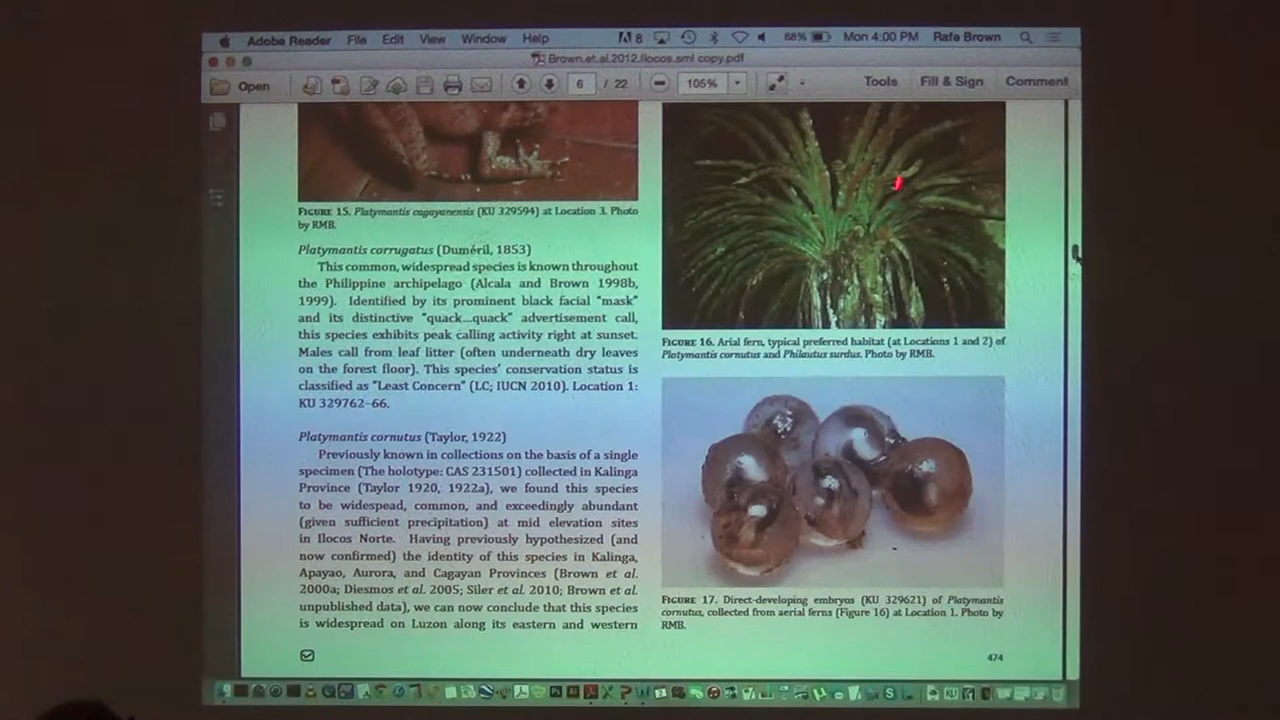 Adobe Reader File Edit View Window Help 8 68% Mon 4:00 PM Rafe Brown
Brown.et.al.2012.Ilocos.sml copy.pdf
Open 6 / 22 105% Tools Fill & Sign Comment
FIGURE 15. Platymantis cagayanensis (KU 329594) at Location 3. Photo
by RMB.
Platymantis corrugatus (Duméril, 1853)
This common, widespread species is known throughout
the Philippine archipelago (Alcala and Brown 1998b,
1999). Identified by its prominent black facial “mask”
and its distinctive “quack...quack” advertisement call,
this species exhibits peak calling activity right at sunset.
Males call from leaf litter (often underneath dry leaves
on the forest floor). This species’ conservation status is
classified as “Least Concern” (LC; IUCN 2010). Location 1:
KU 329762–66.
Platymantis cornutus (Taylor, 1922)
Previously known in collections on the basis of a single
specimen (The holotype: CAS 231501) collected in Kalinga
Province (Taylor 1920, 1922a), we found this species
to be widespead, common, and exceedingly abundant
(given sufficient precipitation) at mid elevation sites
in Ilocos Norte. Having previously hypothesized (and
now confirmed) the identity of this species in Kalinga,
Apayao, Aurora, and Cagayan Provinces (Brown et al.
2000a; Diesmos et al. 2005; Siler et al. 2010; Brown et al.
unpublished data), we can now conclude that this species
is widespread on Luzon along its eastern and western
FIGURE 16. Arial fern, typical preferred habitat (at Locations 1 and 2) of
Platymantis cornutus and Philautus surdus. Photo by RMB.
FIGURE 17. Direct-developing embryos (KU 329621) of Platymantis
cornutus, collected from aerial ferns (Figure 16) at Location 1. Photo by
RMB.
474